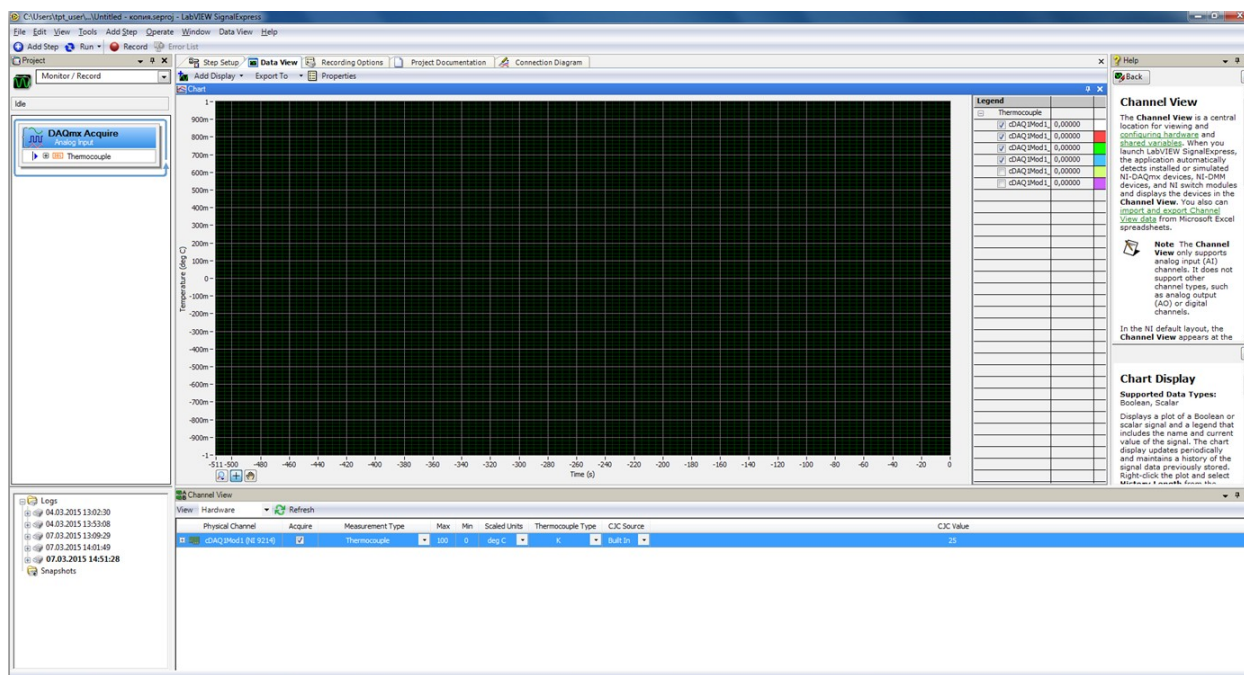 C:\Users\tpt_user\...\Untitled - копия.seproj - LabVIEW SignalExpress
File Edit View Tools Add Step Operate Window Data View Help
Add Step Run Record Error List
Project
Monitor / Record
Idle
DAQmx Acquire
Analog Input
Thermocouple
Step Setup Data View Recording Options Project Documentation Connection Diagram
Add Display Export To Properties
Chart
1
900m
800m
700m
600m
500m
400m
300m
200m
100m
0
-100m
-200m
-300m
-400m
-500m
-600m
-700m
-800m
-900m
-1
Temperature (deg C)
-511 -500 -480 -460 -440 -420 -400 -380 -360 -340 -320 -300 -280 -260 -240 -220 -200 -180 -160 -140 -120 -100 -80 -60 -40 -20 0
Time (s)
Legend
Thermocouple
cDAQ1Mod1_ 0,00000
cDAQ1Mod1_ 0,00000
cDAQ1Mod1_ 0,00000
cDAQ1Mod1_ 0,00000
cDAQ1Mod1_ 0,00000
cDAQ1Mod1_ 0,00000
Help
Back
Channel View
The Channel View is a central
location for viewing and
configuring hardware and
shared variables. When you
launch LabVIEW SignalExpress,
the application automatically
detects installed or simulated
NI-DAQmx devices, NI-DMM
devices, and NI switch modules
and displays the devices in the
Channel View. You also can
import and export Channel
View data from Microsoft Excel
spreadsheets.
Note The Channel
View only supports
analog input (AI)
channels. It does not
support other
channel types, such
as analog output
(AO) or digital
channels.
In the NI default layout, the
Channel View appears at the
Chart Display
Supported Data Types:
Boolean, Scalar
Displays a plot of a Boolean or
scalar signal and a legend that
includes the name and current
value of the signal. The chart
display updates periodically
and maintains a history of the
signal data previously stored.
Right-click the plot and select
History Length from the
Logs
04.03.2015 13:02:30
04.03.2015 13:53:08
07.03.2015 13:09:29
07.03.2015 14:01:49
07.03.2015 14:51:28
Snapshots
Channel View
View Hardware Refresh
Physical Channel Acquire Measurement Type Max Min Scaled Units Thermocouple Type CJC Source CJC Value
cDAQ1Mod1 (NI 9214) Thermocouple 100 0 deg C K Built In 25